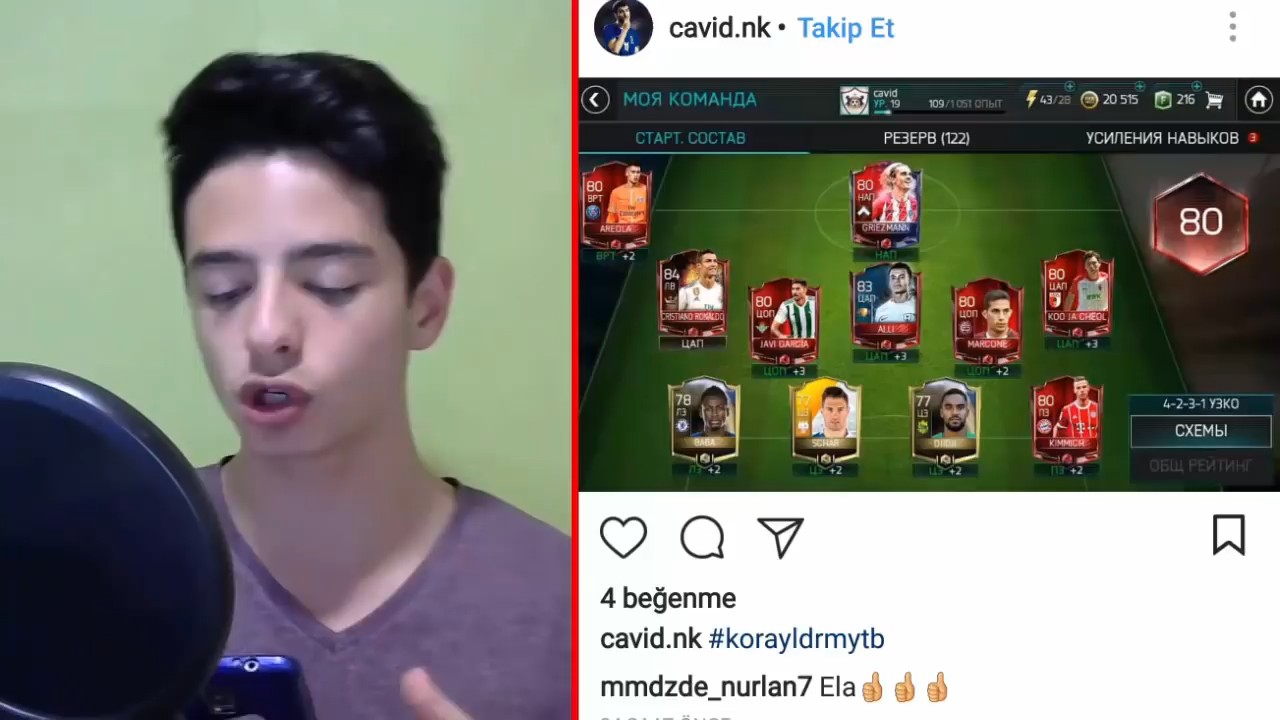 cavid.nk • Takip Et
МОЯ КОМАНДА
cavid
УР. 19
109/1 051 ОПЫТ
43/28
20 515
216
СТАРТ. СОСТАВ
РЕЗЕРВ (122)
УСИЛЕНИЯ НАВЫКОВ 3
80
ВРТ
AREOLA
ВРТ +2
80
НАП
GRIEZMANN
НАП
80
84
ЛВ
CRISTIANO RONALDO
ЦАП
80
ЦОП
JAVI GARCÍA
ЦОП +3
83
ЦАП
ALLI
ЦАП +3
80
ЦОП
MARCONE
ЦОП +2
80
ЦАП
KOO JA CHEOL
ЦАП +3
78
ЛЗ
BABA
ЛЗ +2
77
ЦЗ
ЦЗ +2
77
ЦЗ
DJIDJI
ЦЗ +2
80
ПЗ
KIMMICH
ПЗ +2
4-2-3-1 УЗКО
СХЕМЫ
ОБЩ РЕЙТИНГ
4 beğenme
cavid.nk #korayldrmytb
mmdzde_nurlan7 Ela👍👍👍